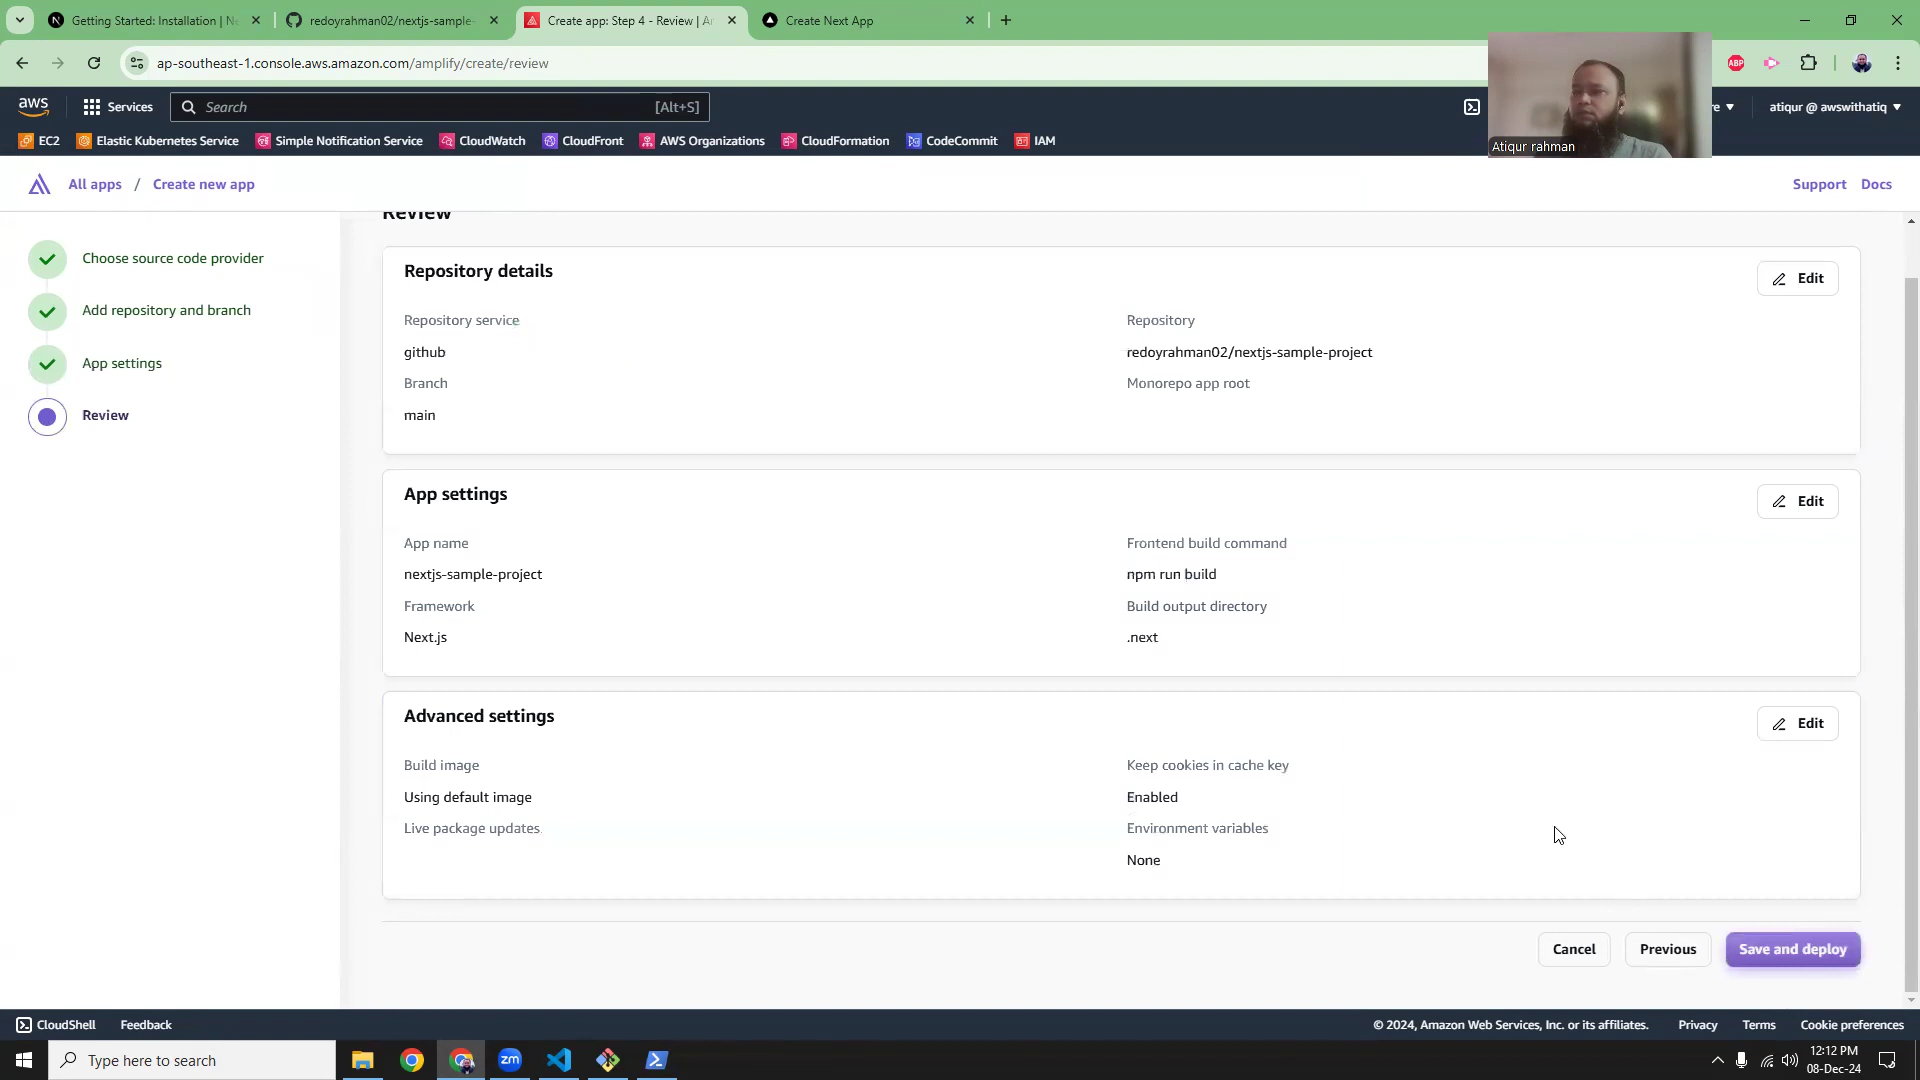 Getting Started: Installation | N
redoyrahman02/nextjs-sample-
Create app: Step 4 - Review | A
Create Next App
ap-southeast-1.console.aws.amazon.com/amplify/create/review
ABP
aws
Services
Search
[Alt+S]
re
atiqur @ awswithatiq
Atiqur rahman
EC2
Elastic Kubernetes Service
Simple Notification Service
CloudWatch
CloudFront
AWS Organizations
CloudFormation
CodeCommit
IAM
All apps / Create new app
Support
Docs
Choose source code provider
Add repository and branch
App settings
Review
Review
Repository details
Edit
Repository service
github
Branch
main
Repository
redoyrahman02/nextjs-sample-project
Monorepo app root
App settings
Edit
App name
nextjs-sample-project
Framework
Next.js
Frontend build command
npm run build
Build output directory
.next
Advanced settings
Edit
Build image
Using default image
Live package updates
Keep cookies in cache key
Enabled
Environment variables
None
Cancel
Previous
Save and deploy
CloudShell
Feedback
© 2024, Amazon Web Services, Inc. or its affiliates.
Privacy
Terms
Cookie preferences
Type here to search
zm
12:12 PM
08-Dec-24